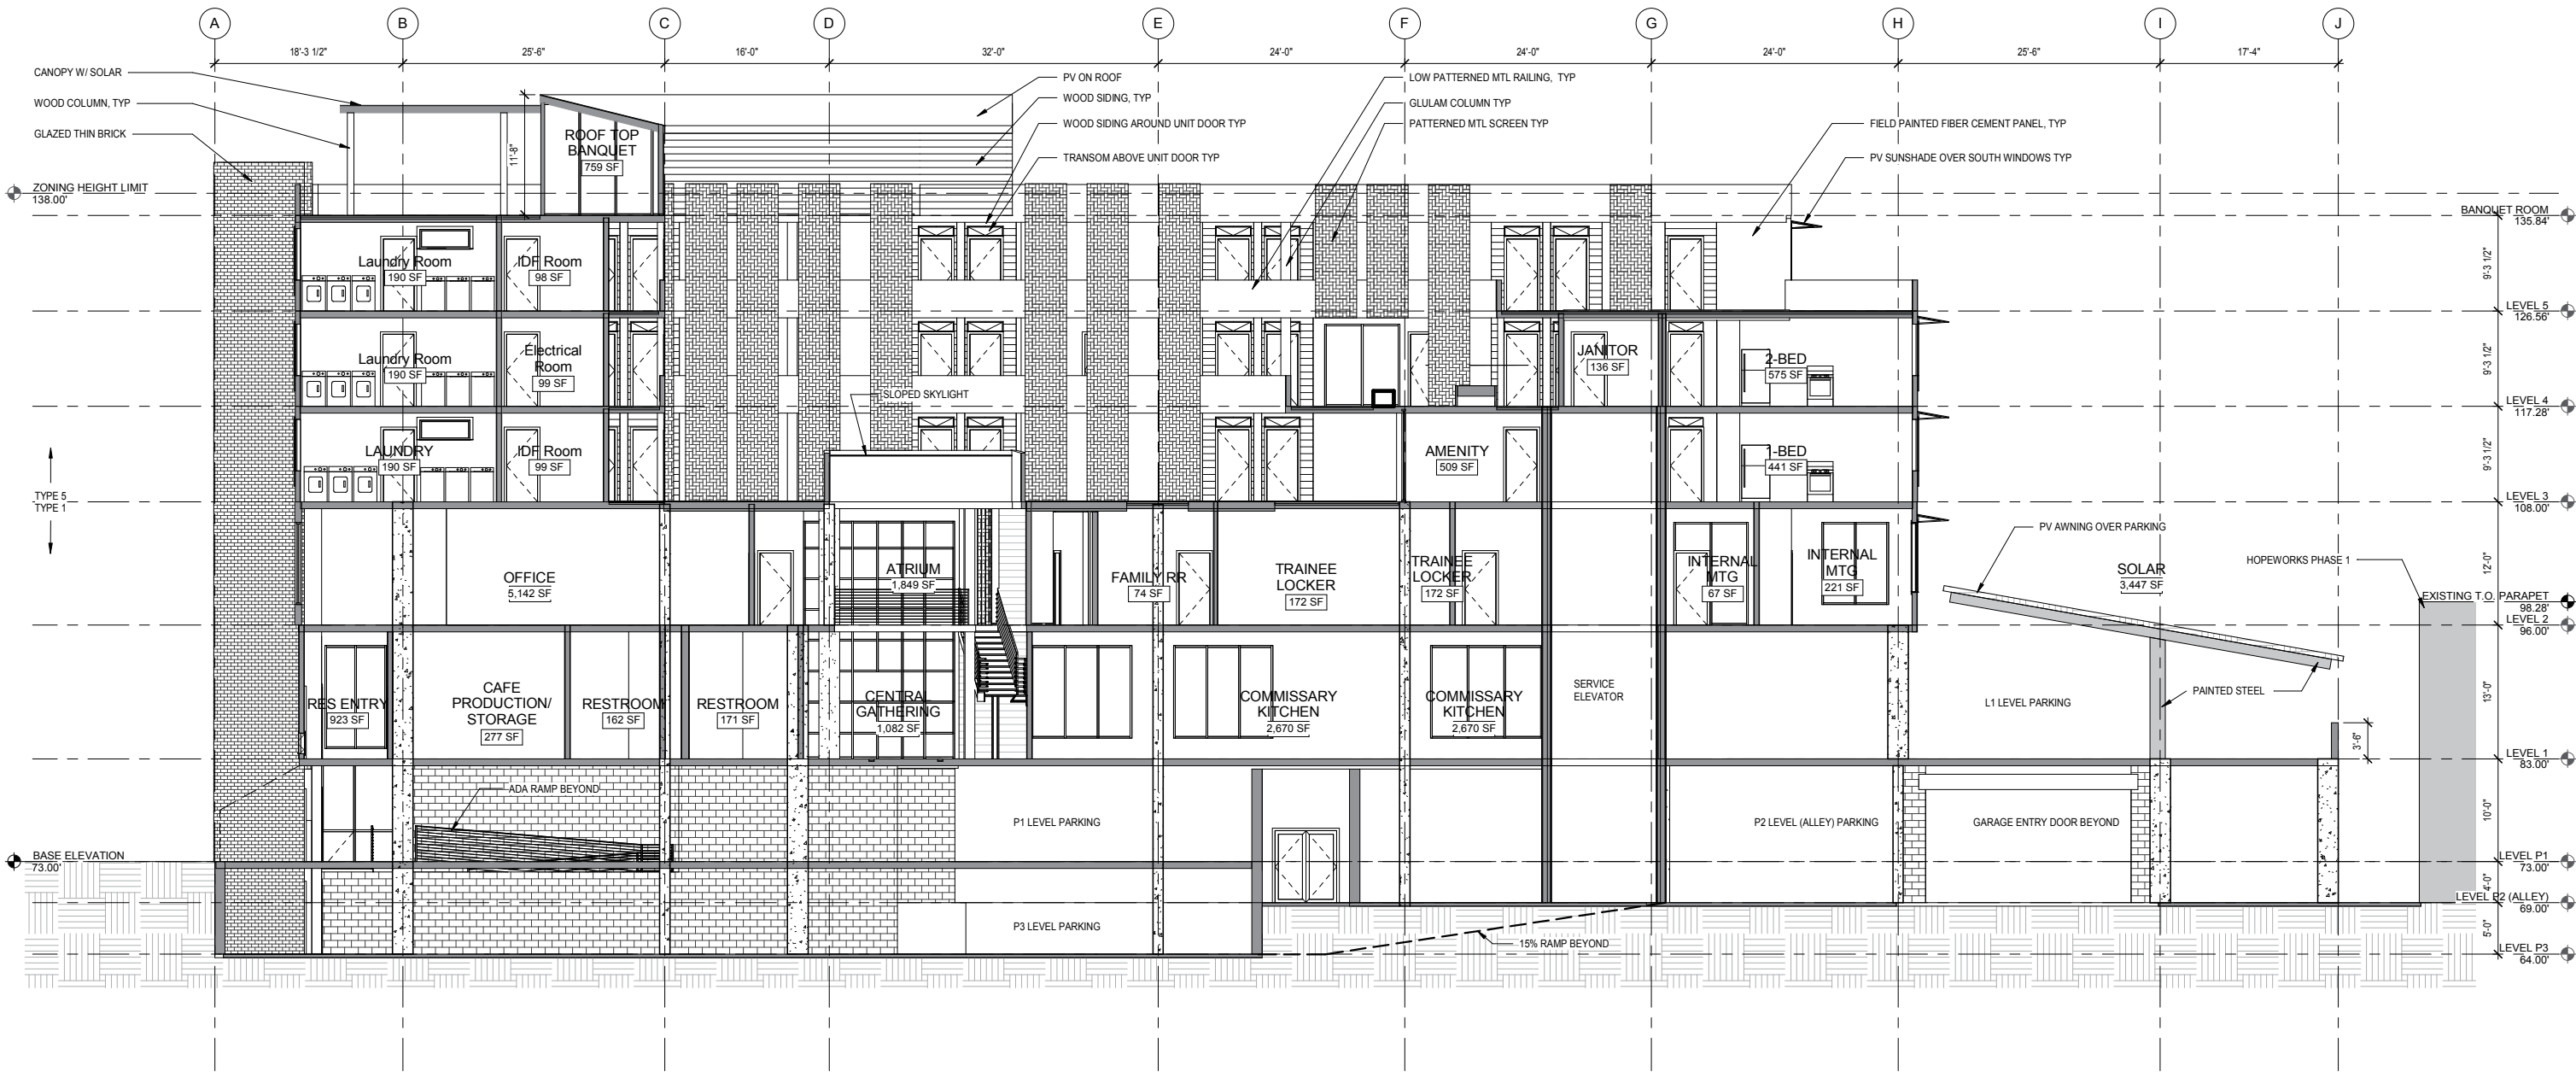 A
B
C
D
E
F
G
H
I
J
18'-3 1/2"
25'-6"
16'-0"
32'-0"
24'-0"
24'-0"
24'-0"
25'-6"
17'-4"
CANOPY W/ SOLAR
WOOD COLUMN, TYP
GLAZED THIN BRICK
PV ON ROOF
WOOD SIDING, TYP
WOOD SIDING AROUND UNIT DOOR TYP
TRANSOM ABOVE UNIT DOOR TYP
LOW PATTERNED MTL RAILING, TYP
GLULAM COLUMN TYP
PATTERNED MTL SCREEN TYP
FIELD PAINTED FIBER CEMENT PANEL, TYP
PV SUNSHADE OVER SOUTH WINDOWS TYP
11'-8"
ROOF TOP
BANQUET
759 SF
ZONING HEIGHT LIMIT
138.00'
BANQUET ROOM
135.84'
9'-3 1/2"
Laundry Room
190 SF
IDF Room
98 SF
LEVEL 5
126.56'
9'-3 1/2"
Laundry Room
190 SF
Electrical
Room
99 SF
JANITOR
136 SF
2-BED
575 SF
SLOPED SKYLIGHT
LEVEL 4
117.28'
9'-3 1/2"
LAUNDRY
190 SF
IDF Room
99 SF
AMENITY
509 SF
1-BED
441 SF
TYPE 5
TYPE 1
LEVEL 3
108.00'
12'-0"
PV AWNING OVER PARKING
HOPEWORKS PHASE 1
OFFICE
5,142 SF
ATRIUM
1,849 SF
FAMILY RR
74 SF
TRAINEE
LOCKER
172 SF
TRAINEE
LOCKER
172 SF
INTERNAL
MTG
67 SF
INTERNAL
MTG
221 SF
SOLAR
3,447 SF
EXISTING T.O. PARAPET
98.28'
LEVEL 2
96.00'
13'-0"
RES ENTRY
923 SF
CAFE
PRODUCTION/
STORAGE
277 SF
RESTROOM
162 SF
RESTROOM
171 SF
CENTRAL
GATHERING
1,082 SF
COMMISSARY
KITCHEN
2,670 SF
COMMISSARY
KITCHEN
2,670 SF
SERVICE
ELEVATOR
L1 LEVEL PARKING
PAINTED STEEL
3'-6"
LEVEL 1
83.00'
10'-0"
ADA RAMP BEYOND
P1 LEVEL PARKING
P2 LEVEL (ALLEY) PARKING
GARAGE ENTRY DOOR BEYOND
BASE ELEVATION
73.00'
LEVEL P1
73.00'
4'-0"
LEVEL P2 (ALLEY)
69.00'
5'-0"
P3 LEVEL PARKING
15% RAMP BEYOND
LEVEL P3
64.00'